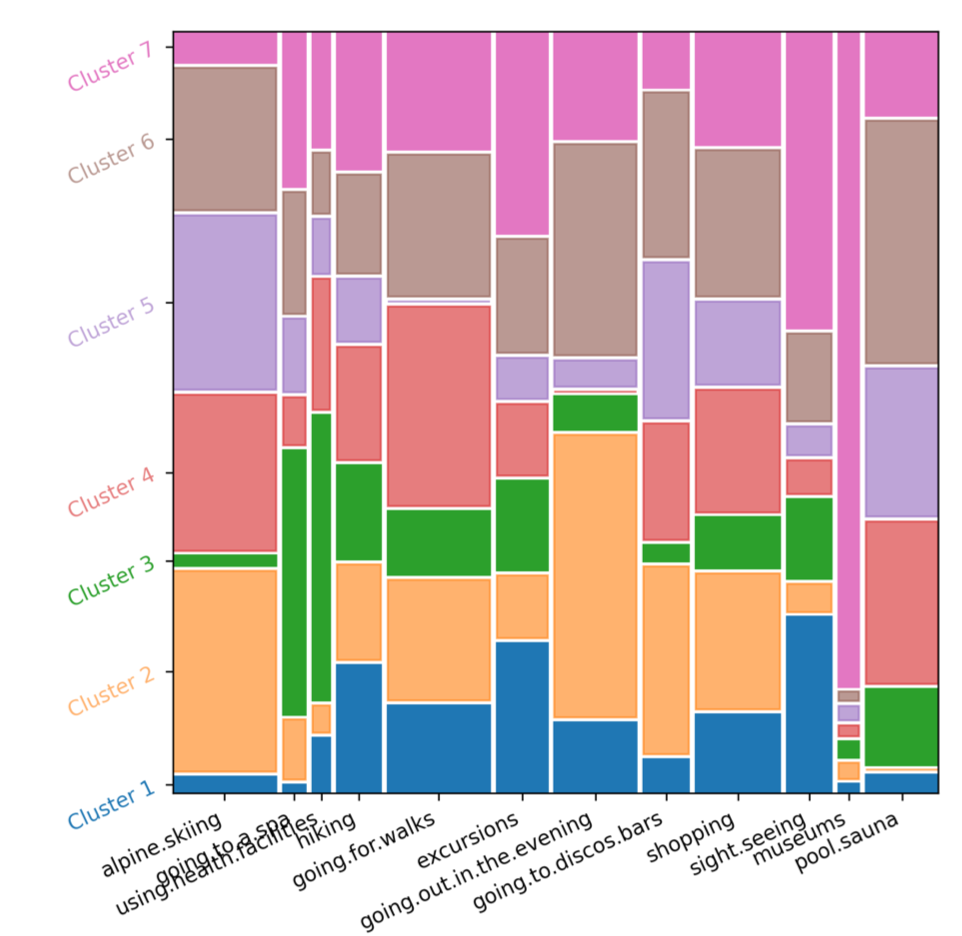 Cluster 7
Cluster 6
Cluster 5
Cluster 4
Cluster 3
Cluster 2
Cluster 1
alpine.skiing
going.to.a.spa
using.health.facilities
hiking
going.for.walks
excursions
going.out.in.the.evening
going.to.discos.bars
shopping
sight.seeing
museums
pool.sauna